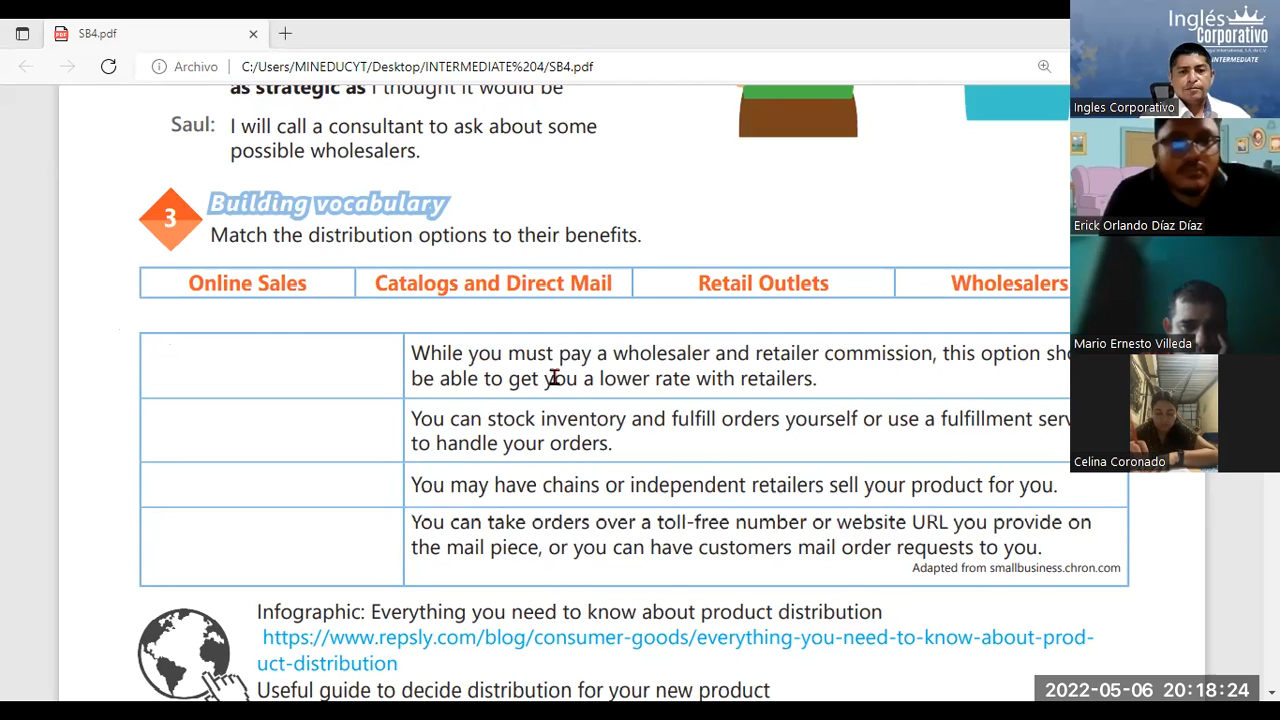 SB4.pdf
Archivo
C:/Users/MINEDUCYT/Desktop/INTERMEDIATE%204/SB4.pdf
as strategic as I thought it would be
Saul: I will call a consultant to ask about some
possible wholesalers.
3
Building vocabulary
Match the distribution options to their benefits.
Online Sales
Catalogs and Direct Mail
Retail Outlets
Wholesalers
While you must pay a wholesaler and retailer commission, this option sho
be able to get you a lower rate with retailers.
You can stock inventory and fulfill orders yourself or use a fulfillment serv
to handle your orders.
You may have chains or independent retailers sell your product for you.
You can take orders over a toll-free number or website URL you provide on
the mail piece, or you can have customers mail order requests to you.
Adapted from smallbusiness.chron.com
Infographic: Everything you need to know about product distribution
https://www.repsly.com/blog/consumer-goods/everything-you-need-to-know-about-prod-
uct-distribution
Useful guide to decide distribution for your new product
Inglés
Corporativo
INTERMEDIATE
Ingles Corporativo
Erick Orlando Díaz Díaz
Mario Ernesto Villeda
Celina Coronado
2022-05-06 20:18:24